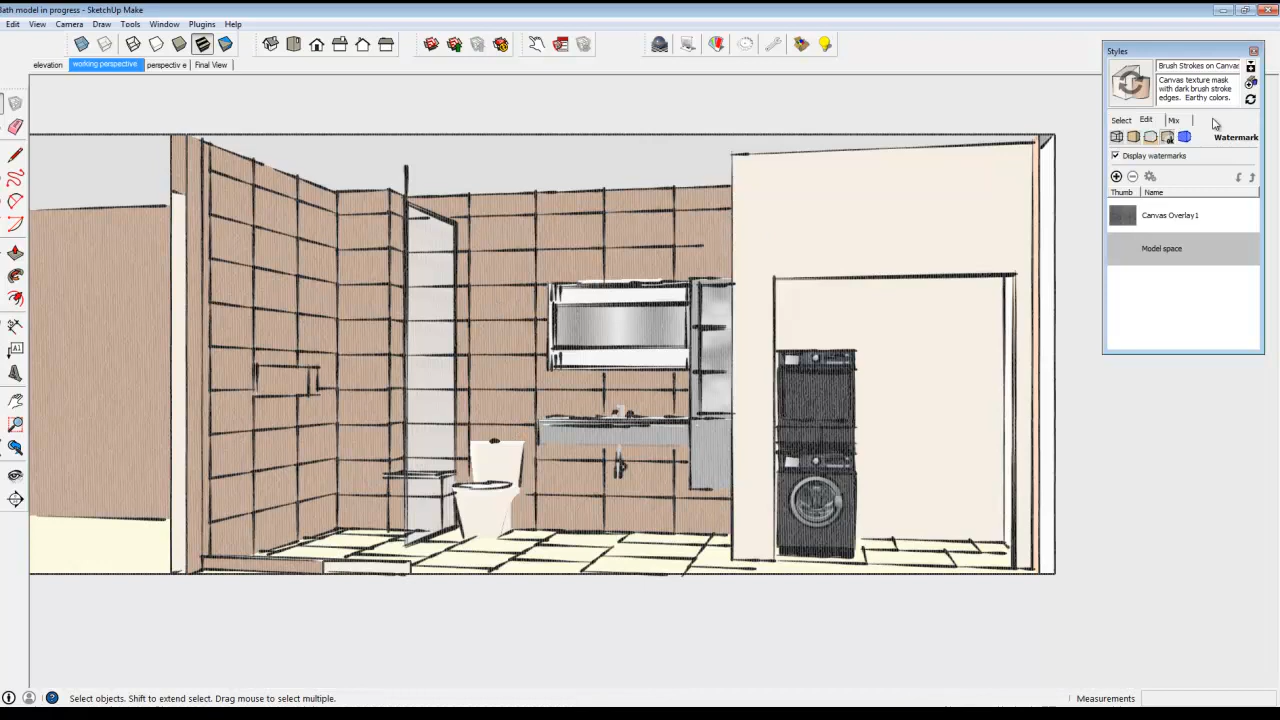 Bath model in progress - SketchUp Make
Edit View Camera Draw Tools Window Plugins Help
elevation working perspective perspectiv e Final View
Styles
Brush Strokes on Canvas
Canvas texture mask
with dark brush stroke
edges. Earthy colors.
Select Edit Mix
Watermark
Display watermarks
Thumb Name
Canvas Overlay1
Model space
Select objects. Shift to extend select. Drag mouse to select multiple.
Measurements